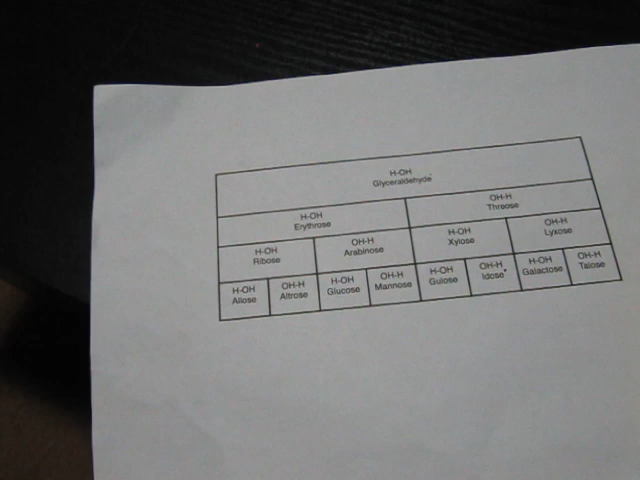 H-OH
Glyceraldehyde*
H-OH
Erythrose
OH-H
Threose
H-OH
Ribose
OH-H
Arabinose
H-OH
Xylose
OH-H
Lyxose
H-OH
Allose
OH-H
Altrose
H-OH
Glucose
OH-H
Mannose
H-OH
Gulose
OH-H
Idose*
H-OH
Galactose
OH-H
Talose